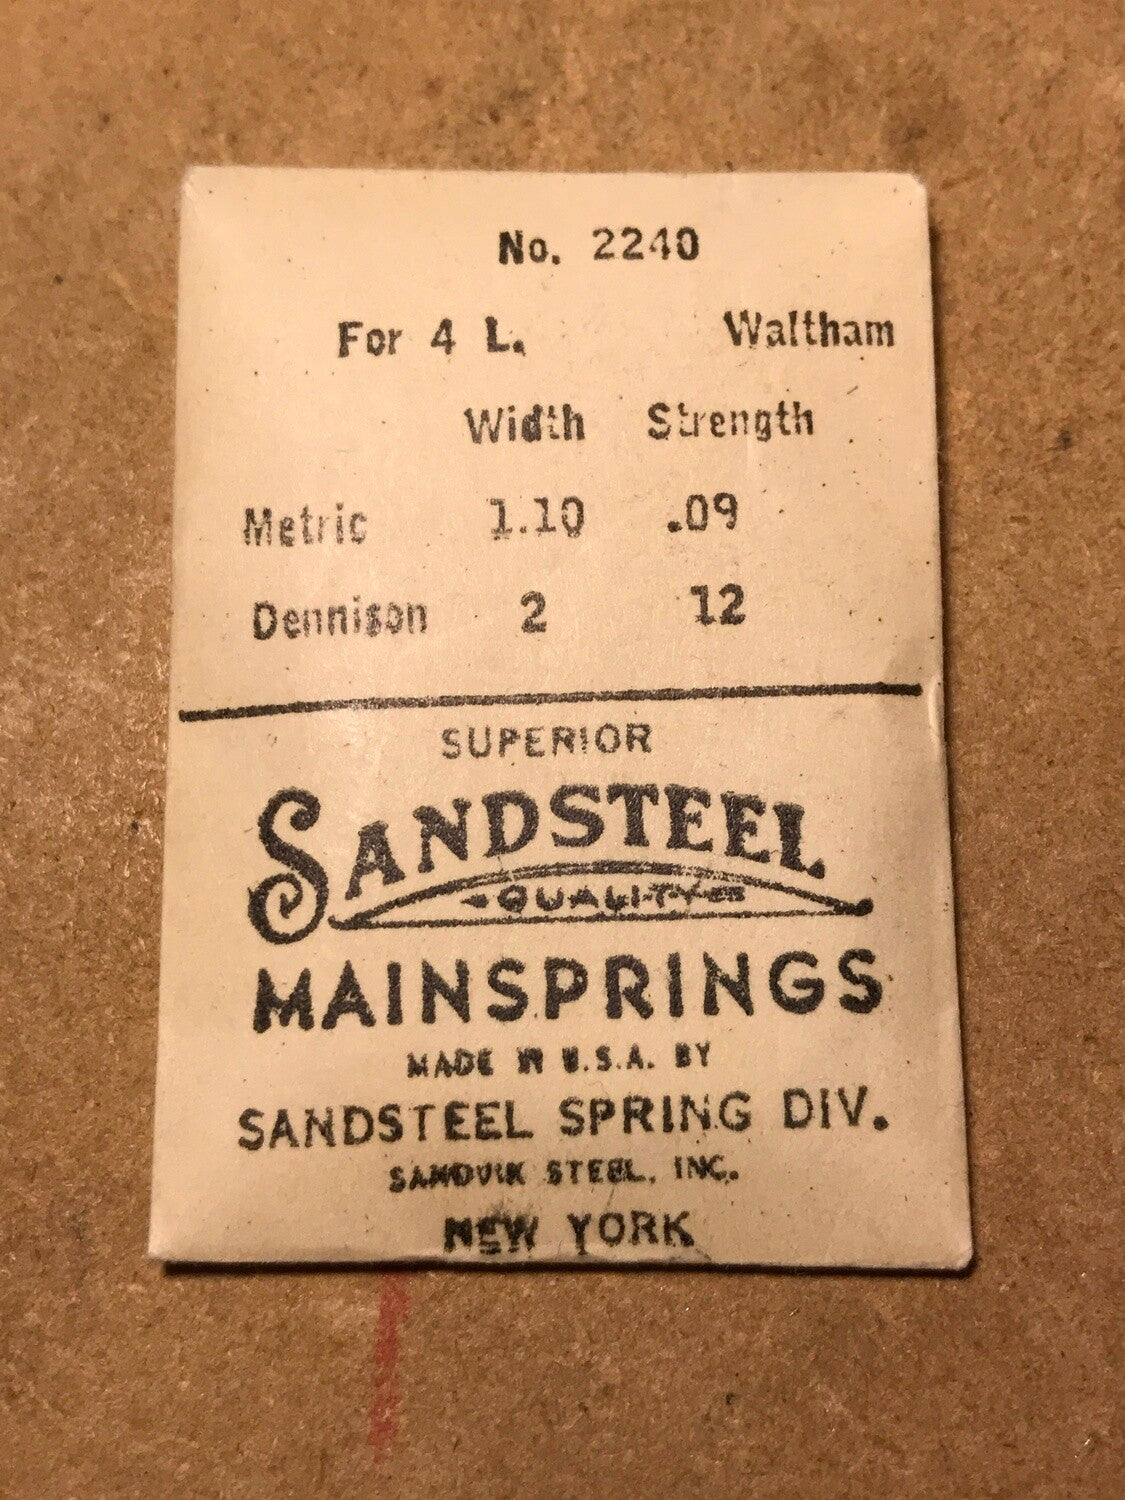 No. 2240
For 4 L. Waltham
Width Strength
Metric 1.10 .09
Dennison 2 12
SUPERIOR
SANDSTEEL
QUALITY
MAINSPRINGS
MADE IN U.S.A. BY
SANDSTEEL SPRING DIV.
SANDVIK STEEL, INC.
NEW YORK